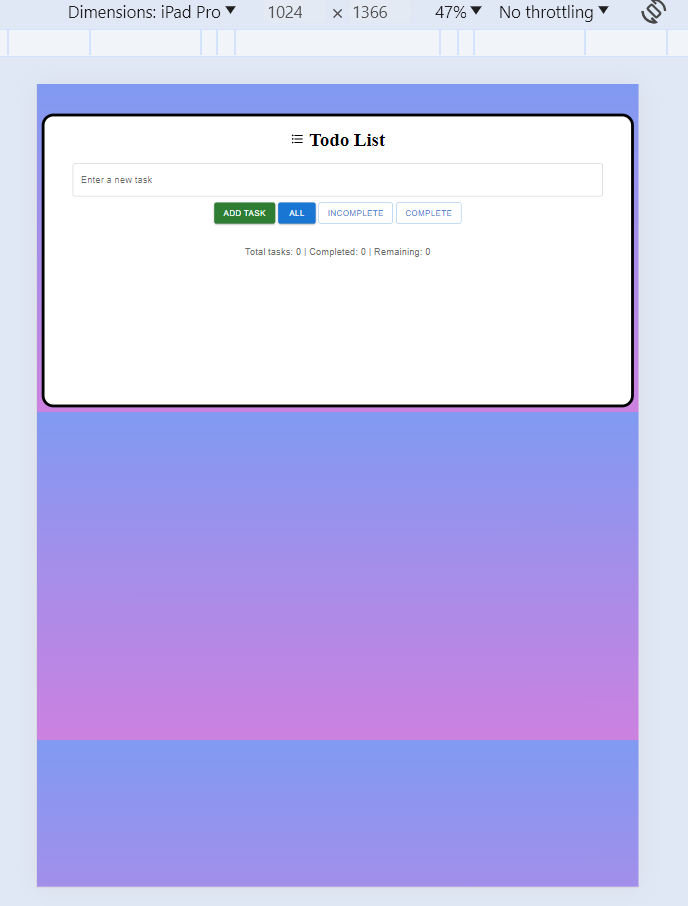 Dimensions: iPad Pro 1024 × 1366 47% No throttling
Todo List
Enter a new task
ADD TASK ALL INCOMPLETE COMPLETE
Total tasks: 0 | Completed: 0 | Remaining: 0